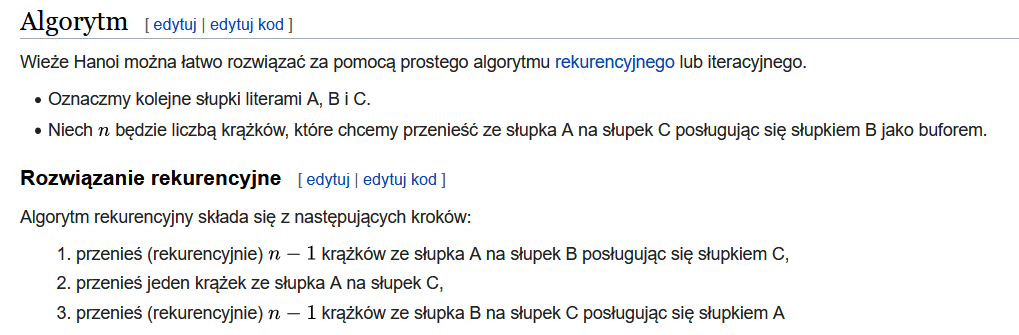 Algorytm [ edytuj | edytuj kod ]
Wieże Hanoi można łatwo rozwiązać za pomocą prostego algorytmu rekurencyjnego lub iteracyjnego.
• Oznaczmy kolejne słupki literami A, B i C.
• Niech n będzie liczbą krążków, które chcemy przenieść ze słupka A na słupek C posługując się słupkiem B jako buforem.
Rozwiązanie rekurencyjne [ edytuj | edytuj kod ]
Algorytm rekurencyjny składa się z następujących kroków:
1. przenieś (rekurencyjnie) n − 1 krążków ze słupka A na słupek B posługując się słupkiem C,
2. przenieś jeden krążek ze słupka A na słupek C,
3. przenieś (rekurencyjnie) n − 1 krążków ze słupka B na słupek C posługując się słupkiem A